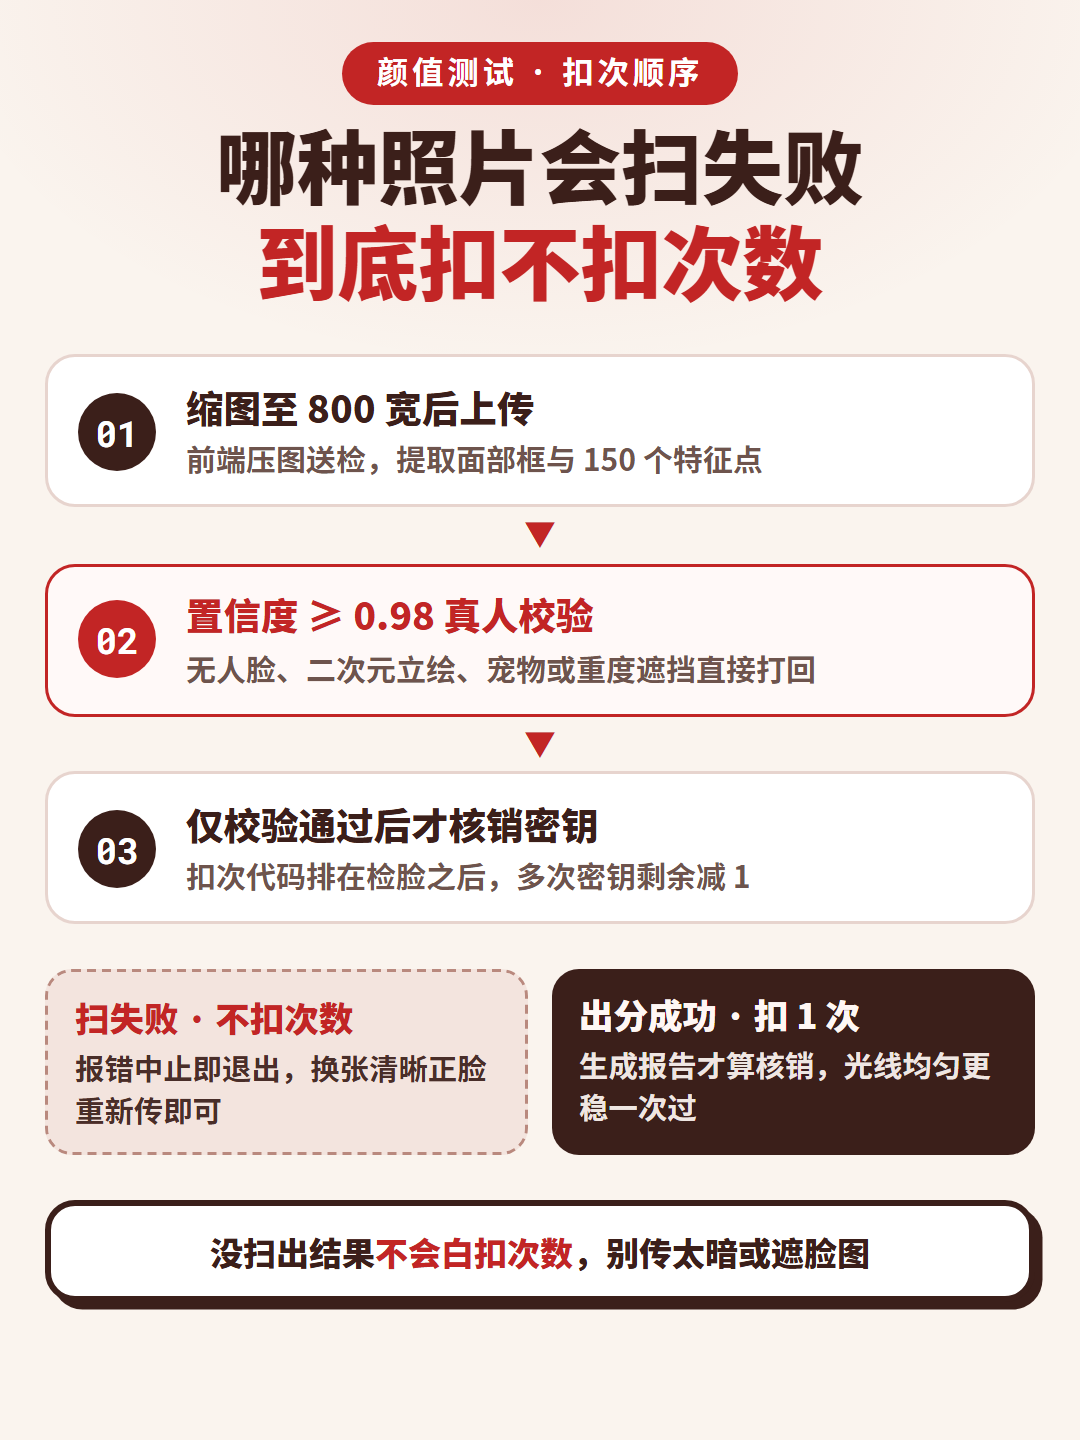 颜值测试 · 扣次顺序
哪种照片会扫失败
到底扣不扣次数
01
缩图至 800 宽后上传
前端压图送检，提取面部框与 150 个特征点
▼
02
置信度 ≥ 0.98 真人校验
无人脸、二次元立绘、宠物或重度遮挡直接打回
▼
03
仅校验通过后才核销密钥
扣次代码排在检脸之后，多次密钥剩余减 1
扫失败 · 不扣次数
报错中止即退出，换张清晰正脸
重新传即可
出分成功 · 扣 1 次
生成报告才算核销，光线均匀更
稳一次过
没扫出结果不会白扣次数，别传太暗或遮脸图